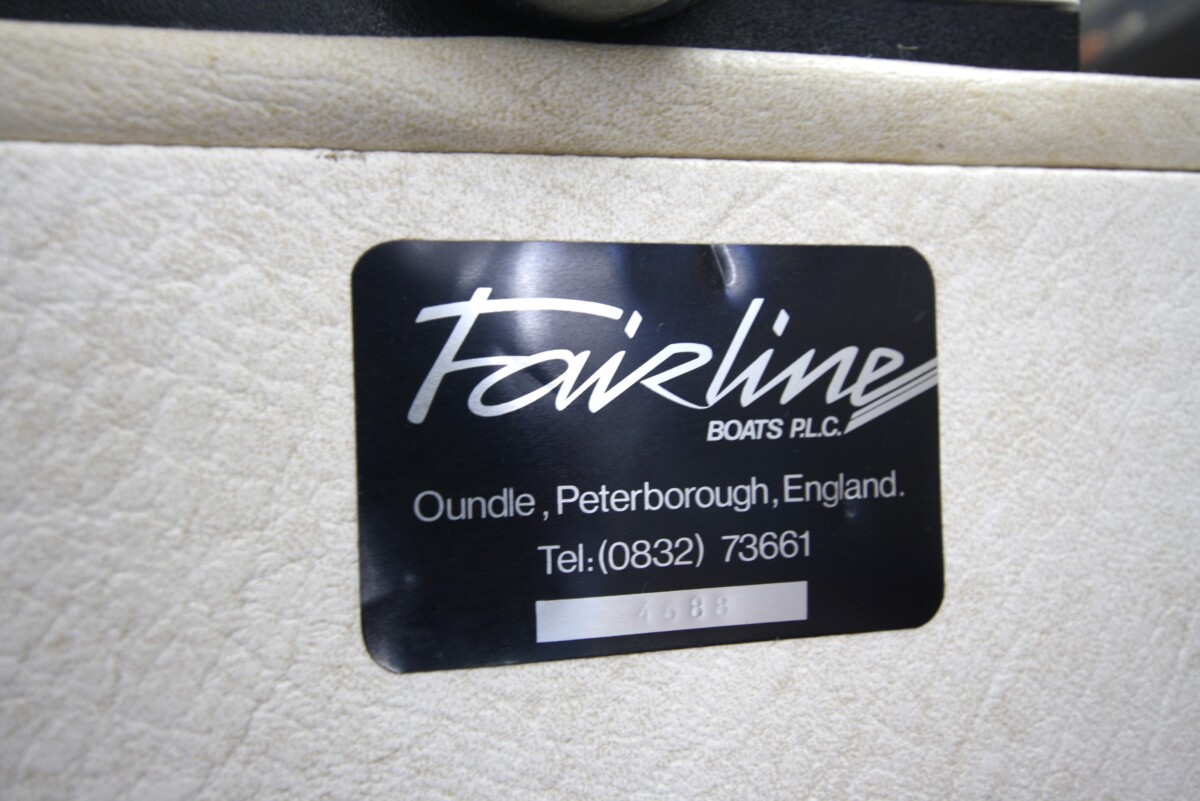 Fairline
BOATS P.L.C.
Oundle, Peterborough, England.
Tel: (0832) 73661